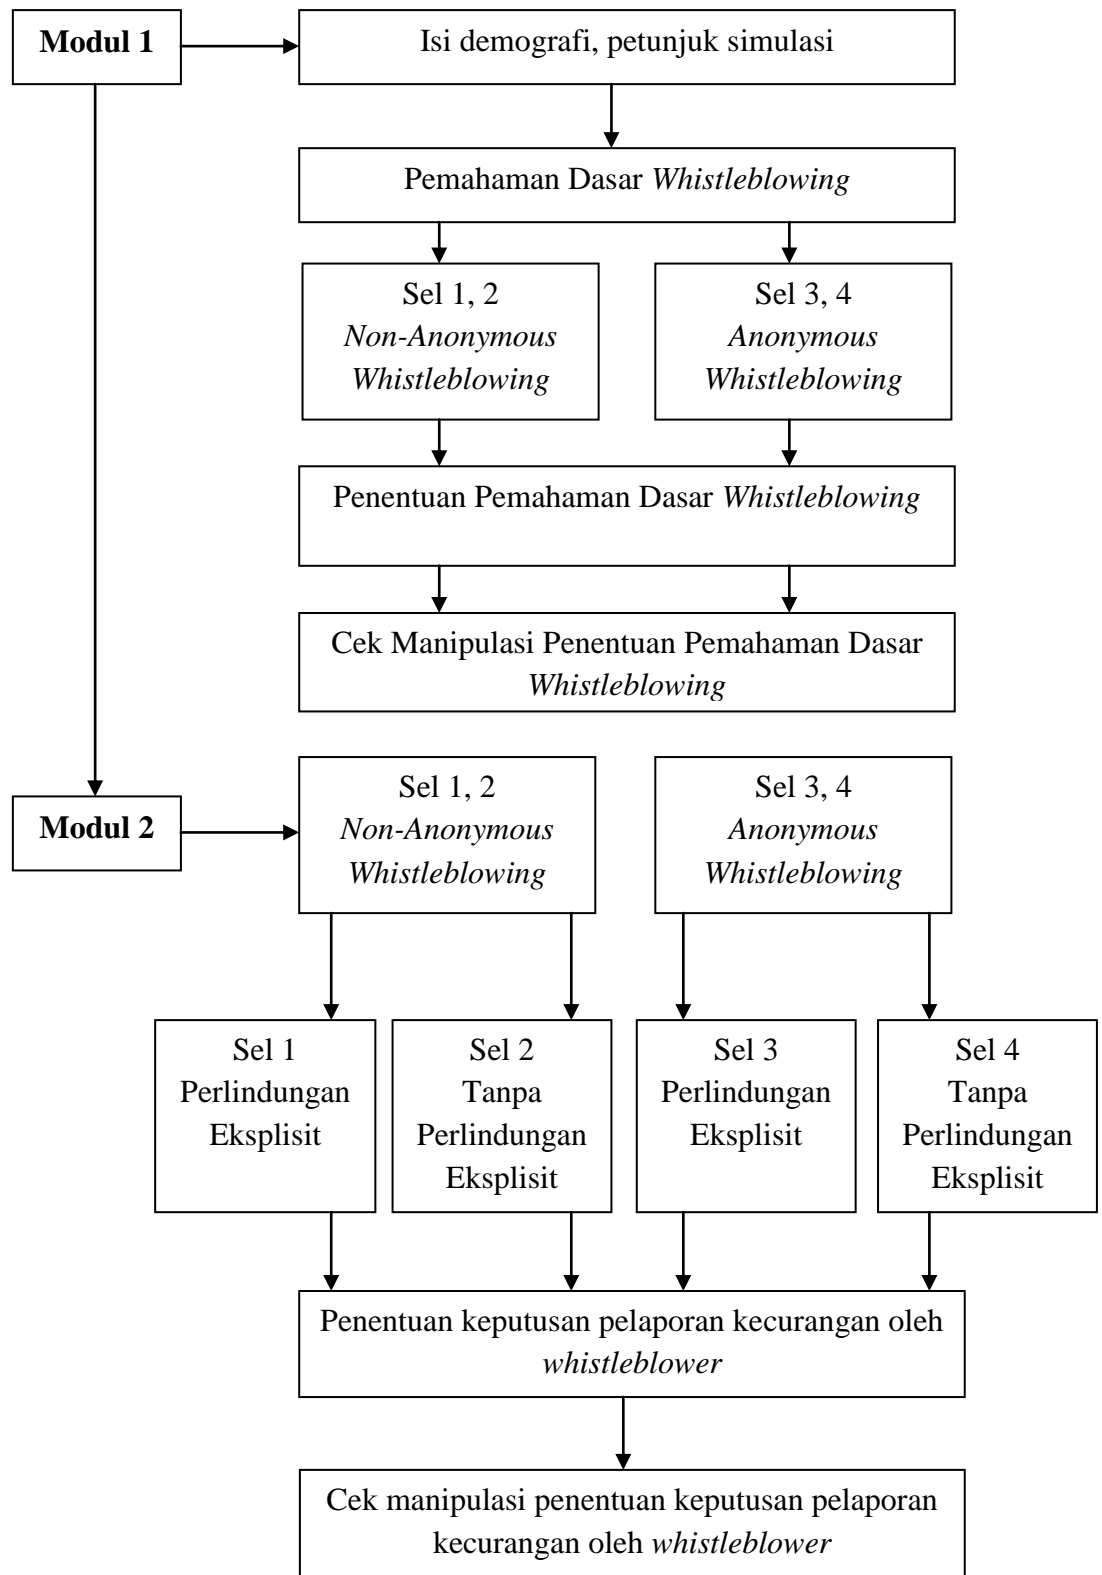 Modul 1
Isi demografi, petunjuk simulasi
Pemahaman Dasar Whistleblowing
Sel 1, 2
Non-Anonymous
Whistleblowing
Sel 3, 4
Anonymous
Whistleblowing
Penentuan Pemahaman Dasar Whistleblowing
Cek Manipulasi Penentuan Pemahaman Dasar
Whistleblowing
Modul 2
Sel 1, 2
Non-Anonymous
Whistleblowing
Sel 3, 4
Anonymous
Whistleblowing
Sel 1
Perlindungan
Eksplisit
Sel 2
Tanpa
Perlindungan
Eksplisit
Sel 3
Perlindungan
Eksplisit
Sel 4
Tanpa
Perlindungan
Eksplisit
Penentuan keputusan pelaporan kecurangan oleh
whistleblower
Cek manipulasi penentuan keputusan pelaporan
kecurangan oleh whistleblower